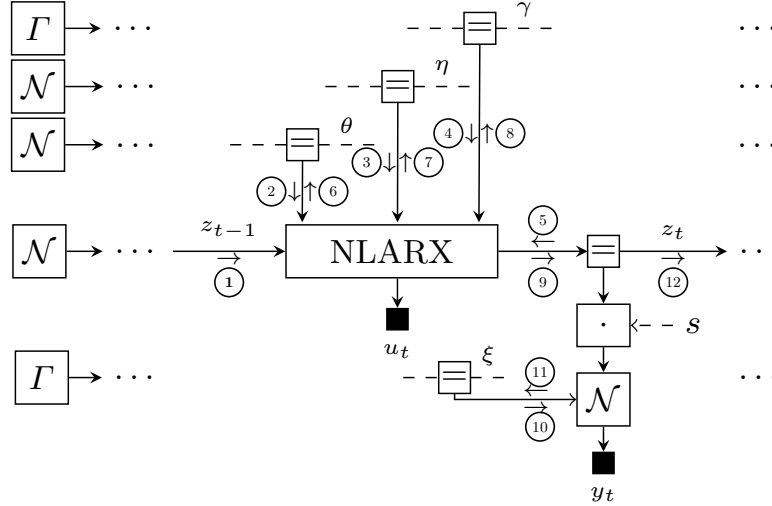 Γ · · · γ · · ·
𝒩 · · · = η · · ·
𝒩 · · · = θ · · ·
4 ↓ ↑ 8
3 ↓ ↑ 7
2 ↓ ↑ 6
𝒩 · · · z_{t−1} → 1 NLARX 5 ← → 9 = z_t → 12 · ·
u_t
· s
Γ · · · = ξ 11 ← → 10 𝒩 · · ·
y_t